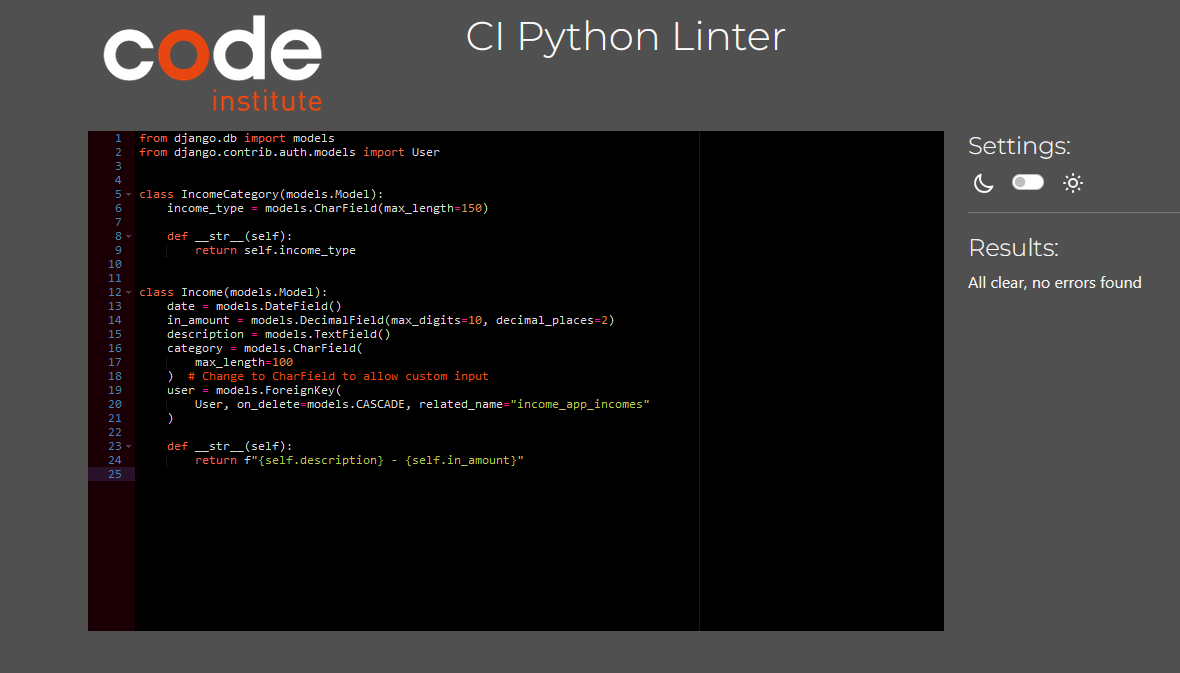 code
institute
CI Python Linter
1 from django.db import models
2 from django.contrib.auth.models import User
3
4
5 class IncomeCategory(models.Model):
6     income_type = models.CharField(max_length=150)
7
8     def __str__(self):
9         return self.income_type
10
11
12 class Income(models.Model):
13     date = models.DateField()
14     in_amount = models.DecimalField(max_digits=10, decimal_places=2)
15     description = models.TextField()
16     category = models.CharField(
17         max_length=100
18     )  # Change to CharField to allow custom input
19     user = models.ForeignKey(
20         User, on_delete=models.CASCADE, related_name="income_app_incomes"
21     )
22
23     def __str__(self):
24         return f"{self.description} - {self.in_amount}"
25
Settings:
Results:
All clear, no errors found